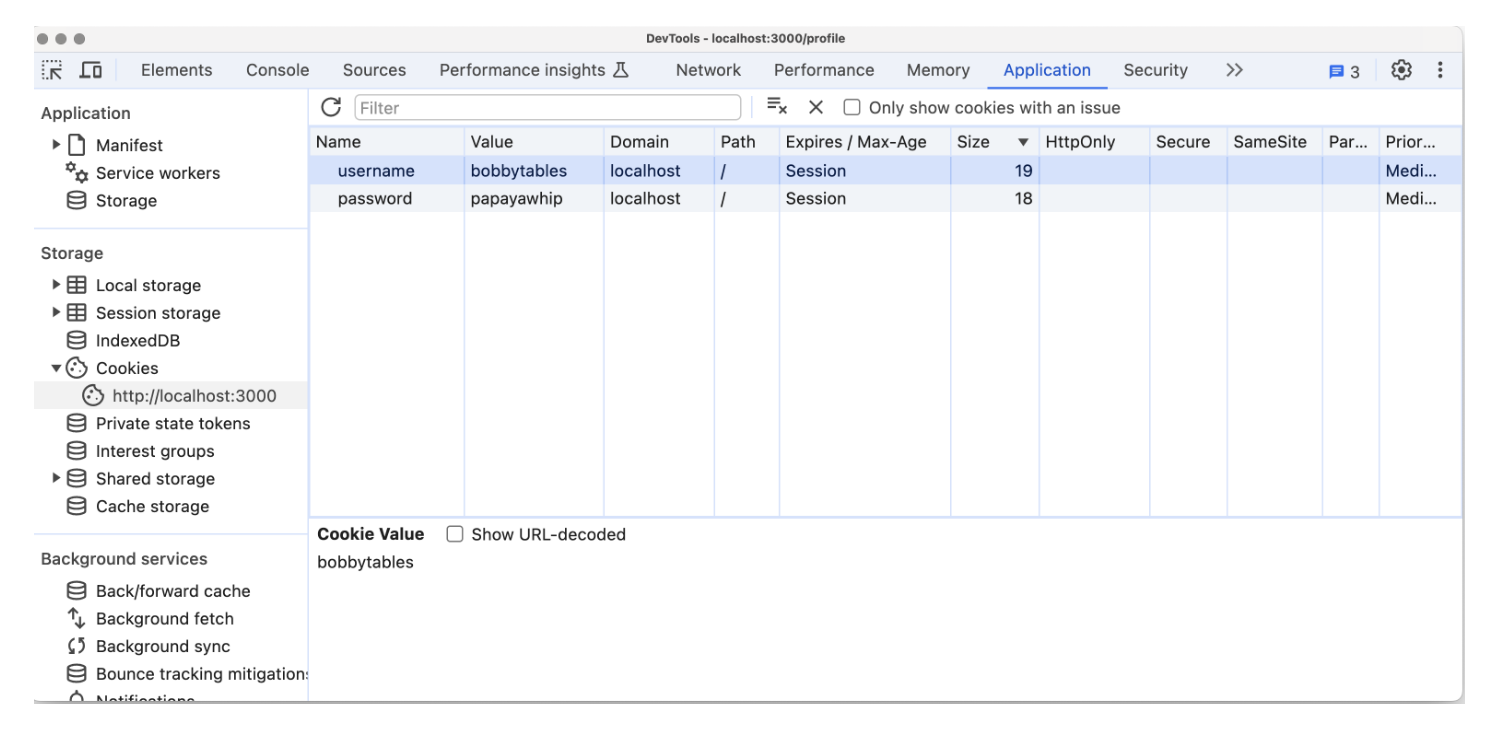 DevTools - localhost:3000/profile
Elements Console Sources Performance insights Network Performance Memory Application Security 3
Application
Manifest
Service workers
Storage
Storage
Local storage
Session storage
IndexedDB
Cookies
http://localhost:3000
Private state tokens
Interest groups
Shared storage
Cache storage
Background services
Back/forward cache
Background fetch
Background sync
Bounce tracking mitigations
Notifications
Filter Only show cookies with an issue
Name Value Domain Path Expires / Max-Age Size HttpOnly Secure SameSite Par... Prior...
username bobbytables localhost / Session 19 Medi...
password papayawhip localhost / Session 18 Medi...
Cookie Value Show URL-decoded
bobbytables